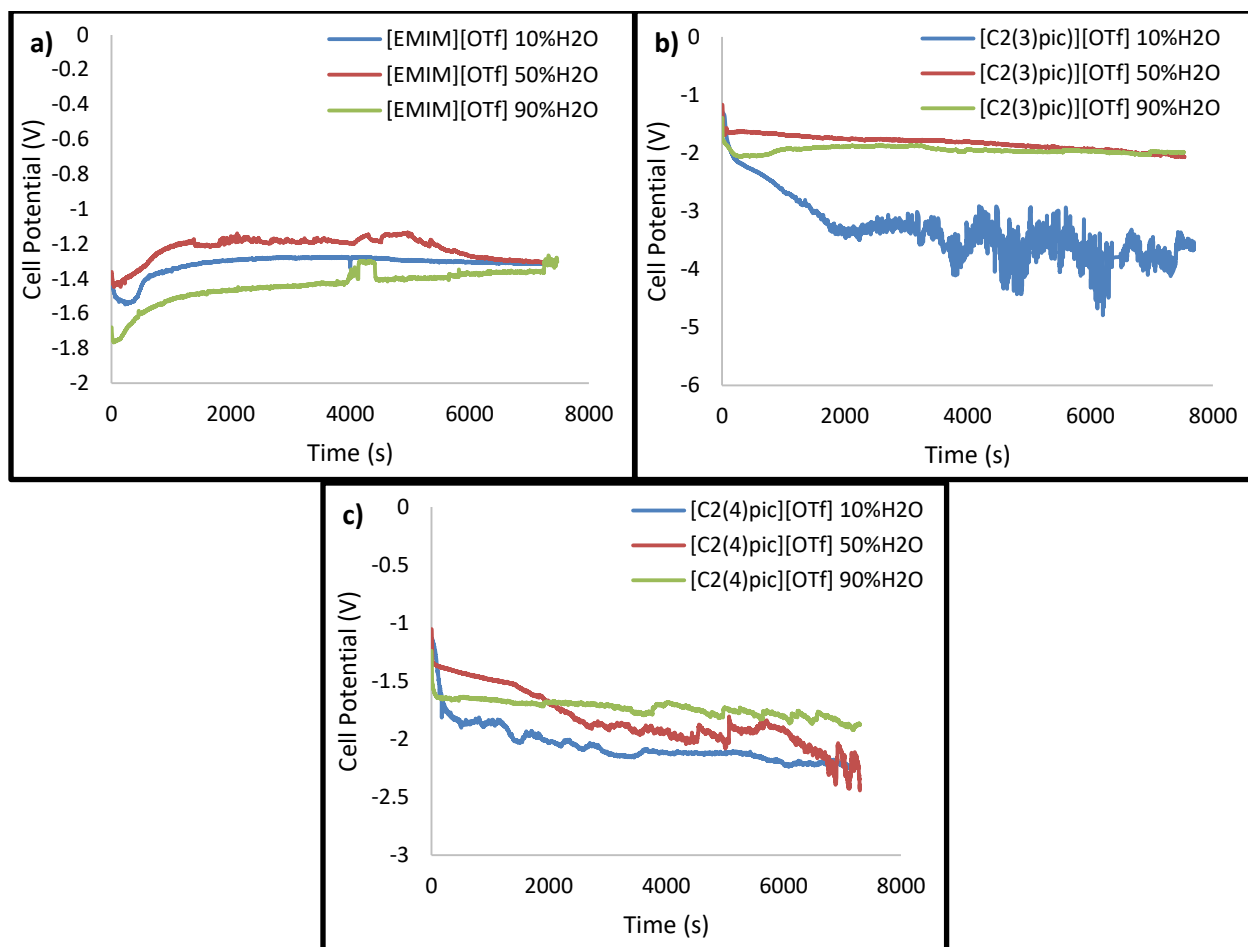 a)
[EMIM][OTf] 10%H2O
[EMIM][OTf] 50%H2O
[EMIM][OTf] 90%H2O
0
-0.2
-0.4
-0.6
-0.8
-1
-1.2
-1.4
-1.6
-1.8
-2
Cell Potential (V)
0 2000 4000 6000 8000
Time (s)
b)
[C2(3)pic)][OTf] 10%H2O
[C2(3)pic)][OTf] 50%H2O
[C2(3)pic)][OTf] 90%H2O
0
-1
-2
-3
-4
-5
-6
Cell Potential (V)
0 2000 4000 6000 8000
Time (s)
c)
[C2(4)pic][OTf] 10%H2O
[C2(4)pic][OTf] 50%H2O
[C2(4)pic][OTf] 90%H2O
0
-0.5
-1
-1.5
-2
-2.5
-3
Cell Potential (V)
0 2000 4000 6000 8000
Time (s)